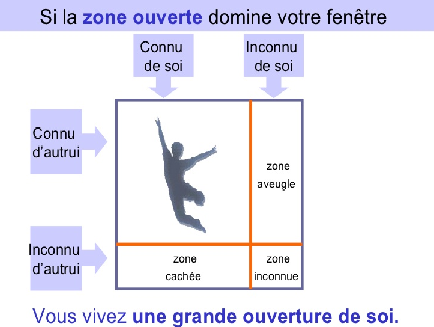 Si la zone ouverte domine votre fenêtre
Connu
de soi
Inconnu
de soi
Connu
d'autrui
zone
aveugle
Inconnu
d'autrui
zone
cachée
zone
inconnue
Vous vivez une grande ouverture de soi.